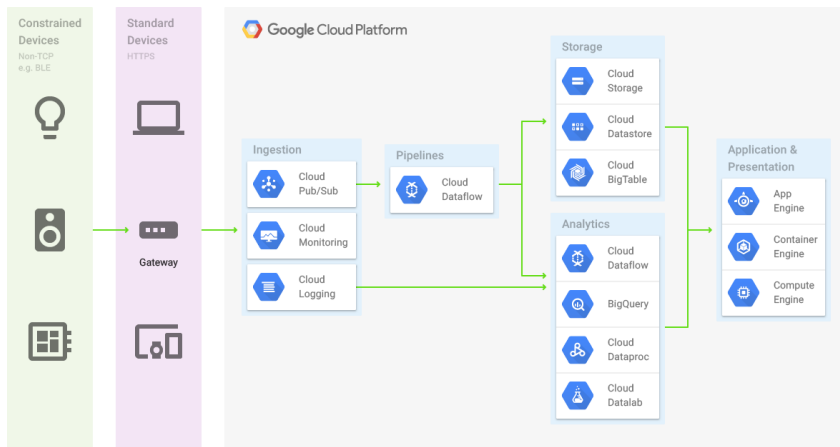 Constrained
Devices
Non-TCP
e.g. BLE
Standard
Devices
HTTPS
Gateway
Google Cloud Platform
Ingestion
Cloud
Pub/Sub
Cloud
Monitoring
Cloud
Logging
Pipelines
Cloud
Dataflow
Storage
Cloud
Storage
Cloud
Datastore
Cloud
BigTable
Analytics
Cloud
Dataflow
BigQuery
Cloud
Dataproc
Cloud
Datalab
Application &
Presentation
App
Engine
Container
Engine
Compute
Engine